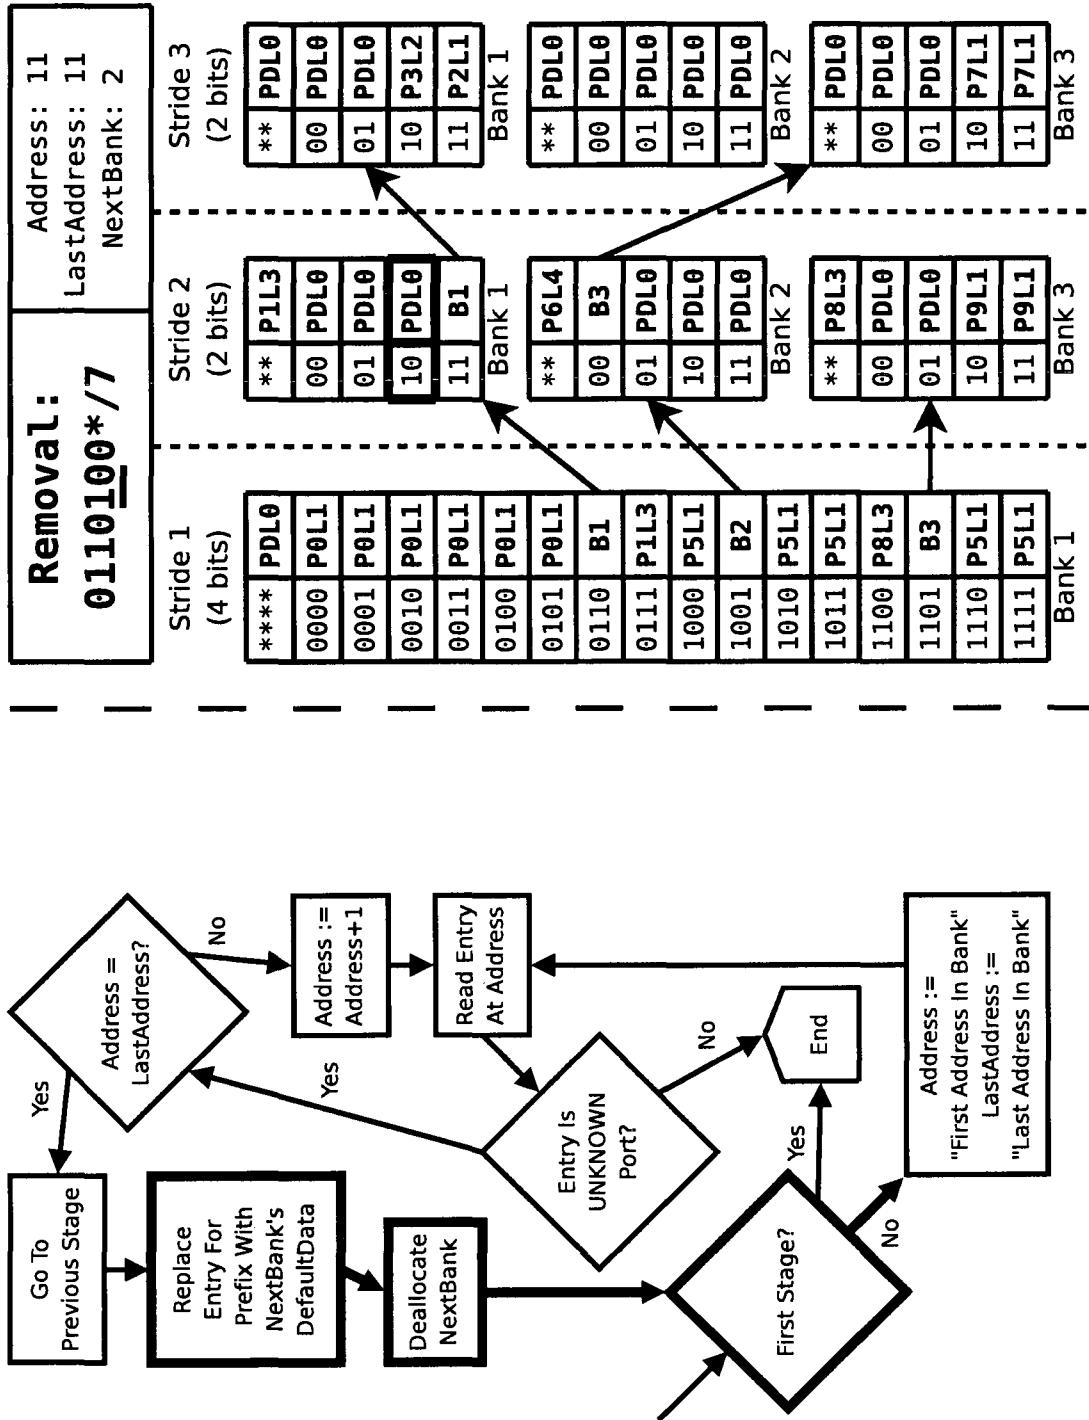 Go To
Previous Stage
Yes
Address =
LastAddress?
No
Replace
Entry For
Prefix With
NextBank's
DefaultData
Address :=
Address+1
Yes
Deallocate
NextBank
Read Entry
At Address
Entry Is
UNKNOWN
Port?
No
First Stage?
Yes
End
No
Address :=
"First Address In Bank"
LastAddress :=
"Last Address In Bank"
Removal:
0110100*/7
Address: 11
LastAddress: 11
NextBank: 2
Stride 1
(4 bits)
**** PDL0
0000 P0L1
0001 P0L1
0010 P0L1
0011 P0L1
0100 P0L1
0101 P0L1
0110 B1
0111 P1L3
1000 P5L1
1001 B2
1010 P5L1
1011 P5L1
1100 P8L3
1101 B3
1110 P5L1
1111 P5L1
Bank 1
Stride 2
(2 bits)
** P1L3
00 PDL0
01 PDL0
10 PDL0
11 B1
Bank 1
** P6L4
00 B3
01 PDL0
10 PDL0
11 PDL0
Bank 2
** P8L3
00 PDL0
01 PDL0
10 P9L1
11 P9L1
Bank 3
Stride 3
(2 bits)
** PDL0
00 PDL0
01 PDL0
10 P3L2
11 P2L1
Bank 1
** PDL0
00 PDL0
01 PDL0
10 PDL0
11 PDL0
Bank 2
** PDL0
00 PDL0
01 PDL0
10 P7L1
11 P7L1
Bank 3